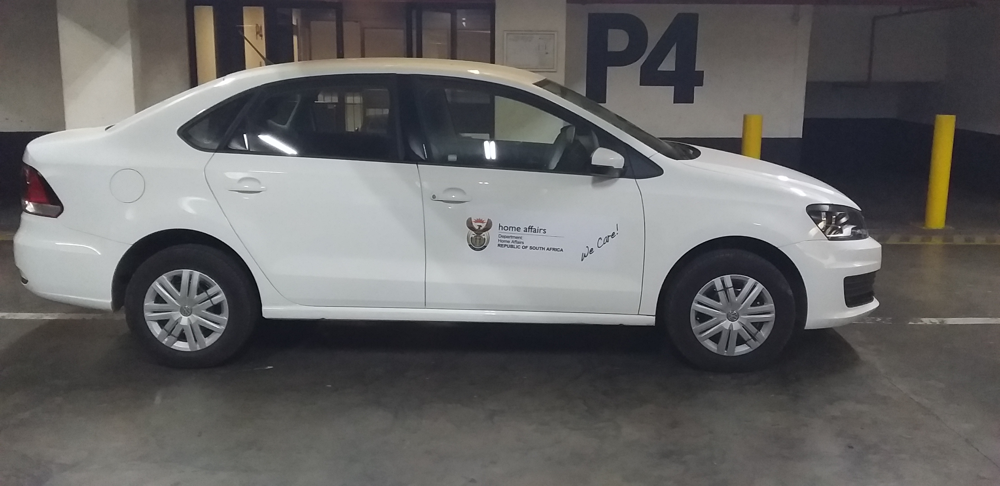 P4
P4
home affairs
Department:
Home Affairs
REPUBLIC OF SOUTH AFRICA
We Care!